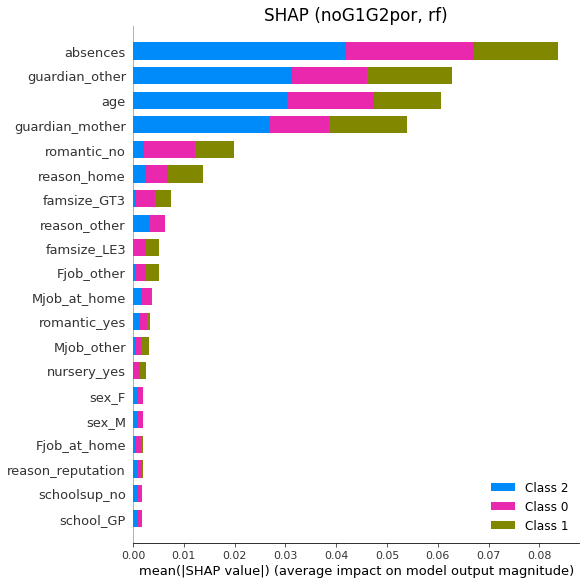 SHAP (noG1G2por, rf)
absences
guardian_other
age
guardian_mother
romantic_no
reason_home
famsize_GT3
reason_other
famsize_LE3
Fjob_other
Mjob_at_home
romantic_yes
Mjob_other
nursery_yes
sex_F
sex_M
Fjob_at_home
reason_reputation
schoolsup_no
school_GP
Class 2
Class 0
Class 1
0.00 0.01 0.02 0.03 0.04 0.05 0.06 0.07 0.08
mean(|SHAP value|) (average impact on model output magnitude)